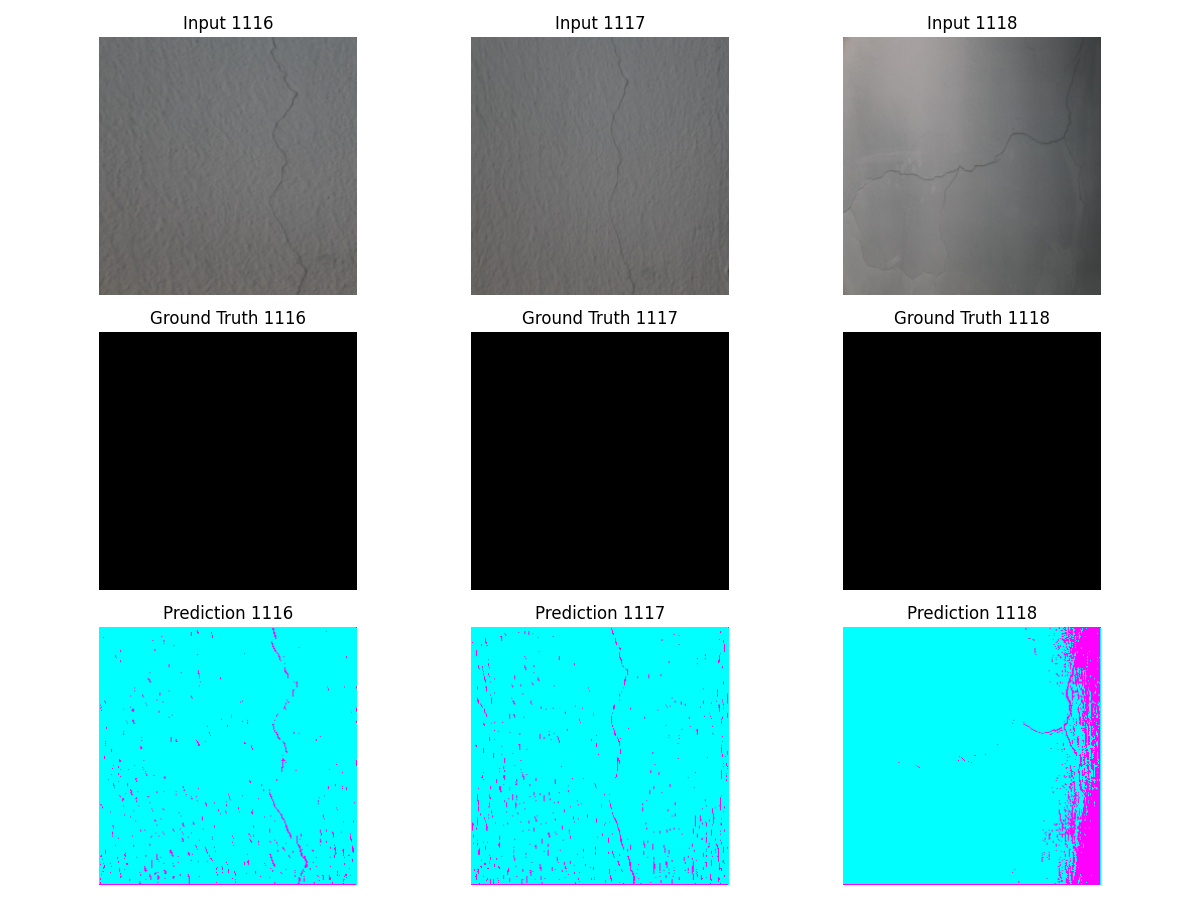 Input 1116
Input 1117
Input 1118
Ground Truth 1116
Ground Truth 1117
Ground Truth 1118
Prediction 1116
Prediction 1117
Prediction 1118